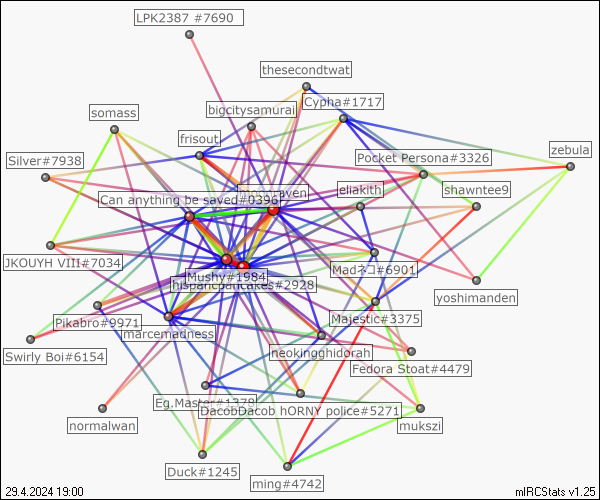 LPK2387 #7690
thesecondtwat
Cypha#1717
somass
bigcitysamurai
frisout
zebula
Pocket Persona#3326
Silver#7938
eliakith
shawntee9
Can anything be saved#0396
JKOUYH VIII#7034
Madネコ#6901
Mushy#1984
hispancpancakes#2928
yoshimanden
Majestic#3375
Pikabro#9971
marcemadness
neokingghidorah
Swirly Boi#6154
Fedora Stoat#4479
Eg.Master#1379
DacobDacob hORNY police#5271
normalwan
mukszi
Duck#1245
ming#4742
29.4.2024 19:00
mIRCStats v1.25